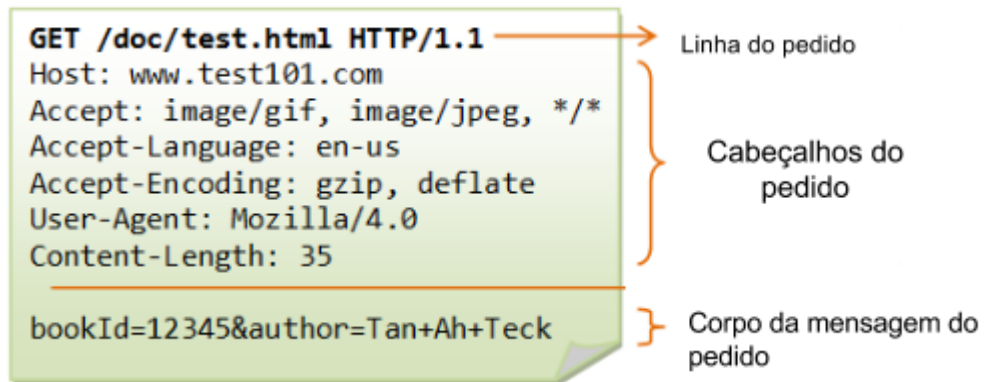 GET /doc/test.html HTTP/1.1
Linha do pedido
Host: www.test101.com
Accept: image/gif, image/jpeg, */*
Accept-Language: en-us
Accept-Encoding: gzip, deflate
User-Agent: Mozilla/4.0
Content-Length: 35
Cabeçalhos do
pedido
bookId=12345&author=Tan+Ah+Teck
Corpo da mensagem do
pedido